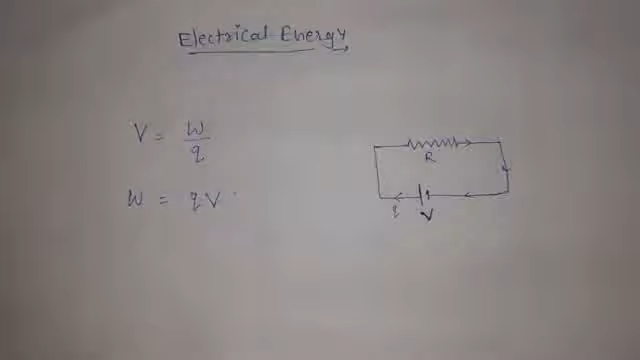 Electrical Energy
V = W/q
R
W = qV
q
V